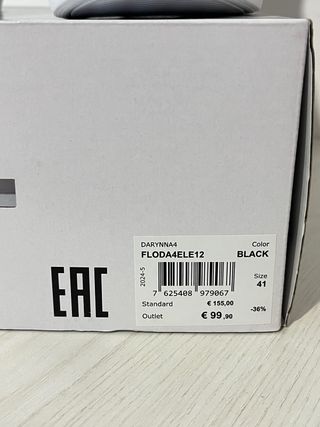 DARYNNA4 Color
FLODA4ELE12 BLACK
2024-5
Size
41
7 625408 979067
Standard € 155,00
Outlet € 99,90 -36%
EAC